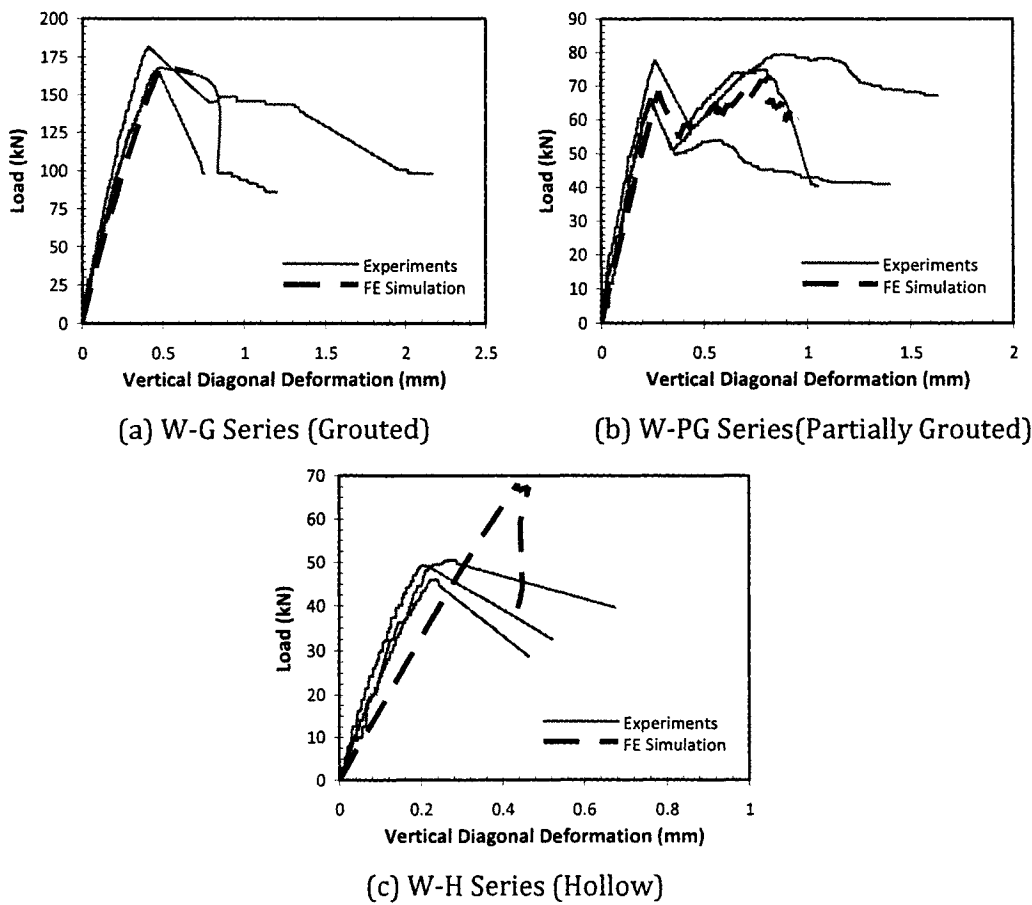 200
175
150
125
100
75
50
25
0
Load (kN)
Experiments
FE Simulation
0 0.5 1 1.5 2 2.5
Vertical Diagonal Deformation (mm)
(a) W-G Series (Grouted)
90
80
70
60
50
40
30
20
10
0
Load (kN)
Experiments
FE Simulation
0 0.5 1 1.5 2
Vertical Diagonal Deformation (mm)
(b) W-PG Series(Partially Grouted)
70
60
50
40
30
20
10
0
Load (kN)
Experiments
FE Simulation
0 0.2 0.4 0.6 0.8 1
Vertical Diagonal Deformation (mm)
(c) W-H Series (Hollow)